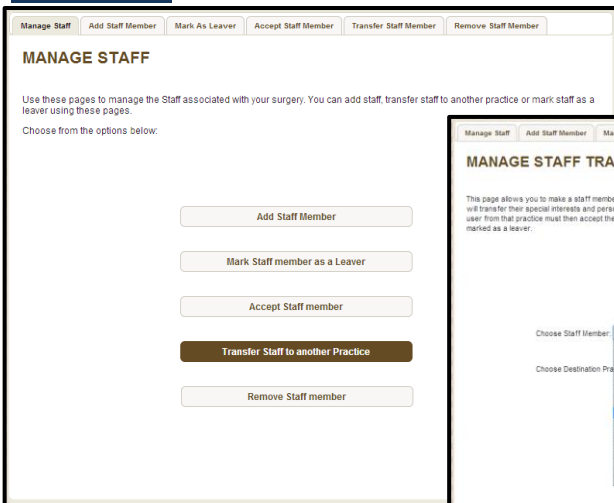 Manage Staff Add Staff Member Mark As Leaver Accept Staff Member Transfer Staff Member Remove Staff Member
MANAGE STAFF
Use these pages to manage the Staff associated with your surgery. You can add staff, transfer staff to another practice or mark staff as a
leaver using these pages.
Choose from the options below:
Add Staff Member
Mark Staff member as a Leaver
Accept Staff member
Transfer Staff to another Practice
Remove Staff member
Manage Staff Add Staff Member Ma
MANAGE STAFF TRA
This page allows you to make a staff membe
will transfer their special interests and pers
user from that practice must then accept the
marked as a leaver.
Choose Staff Member:
Choose Destination Pra